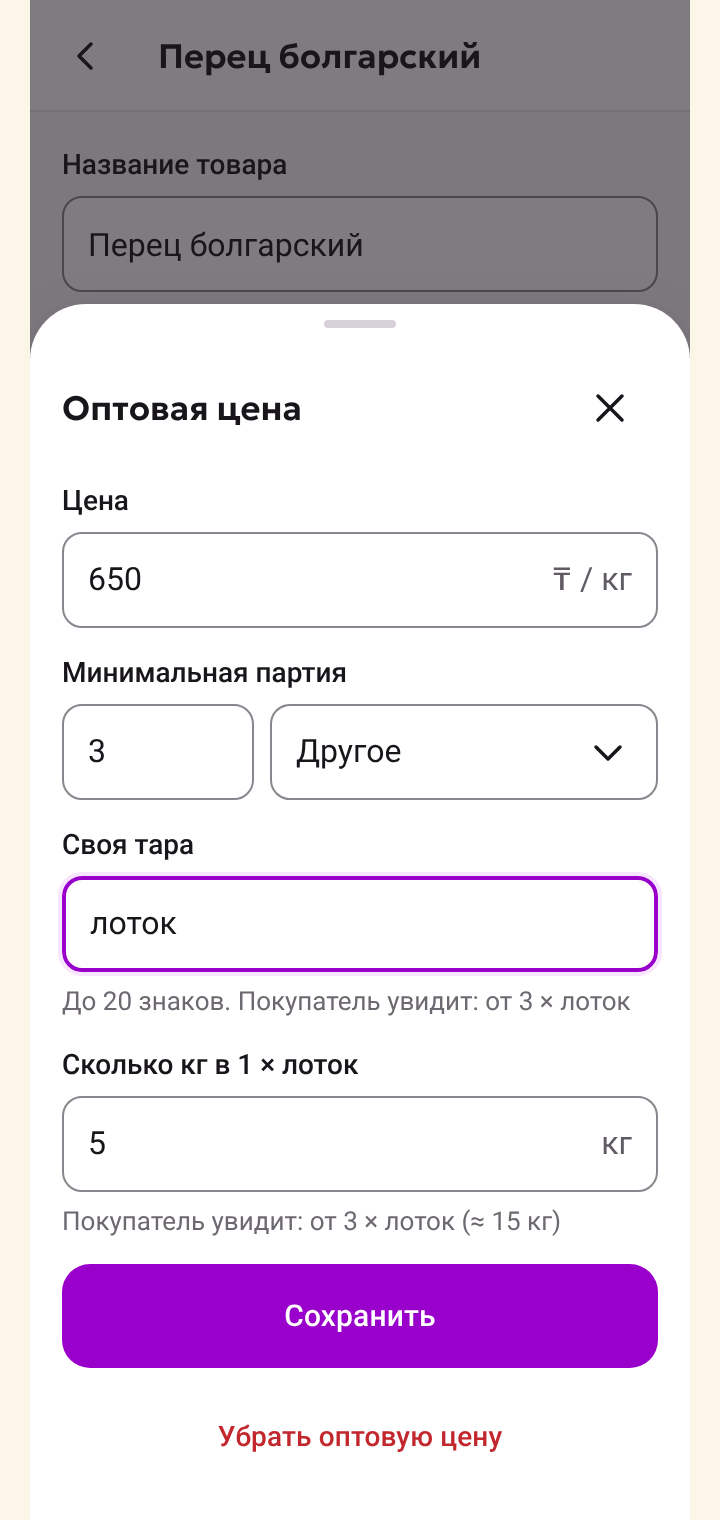 Перец болгарский
Название товара
Перец болгарский
Оптовая цена
Цена
650 ₸ / кг
Минимальная партия
3 Другое
Своя тара
лоток
До 20 знаков. Покупатель увидит: от 3 × лоток
Сколько кг в 1 × лоток
5 кг
Покупатель увидит: от 3 × лоток (≈ 15 кг)
Сохранить
Убрать оптовую цену